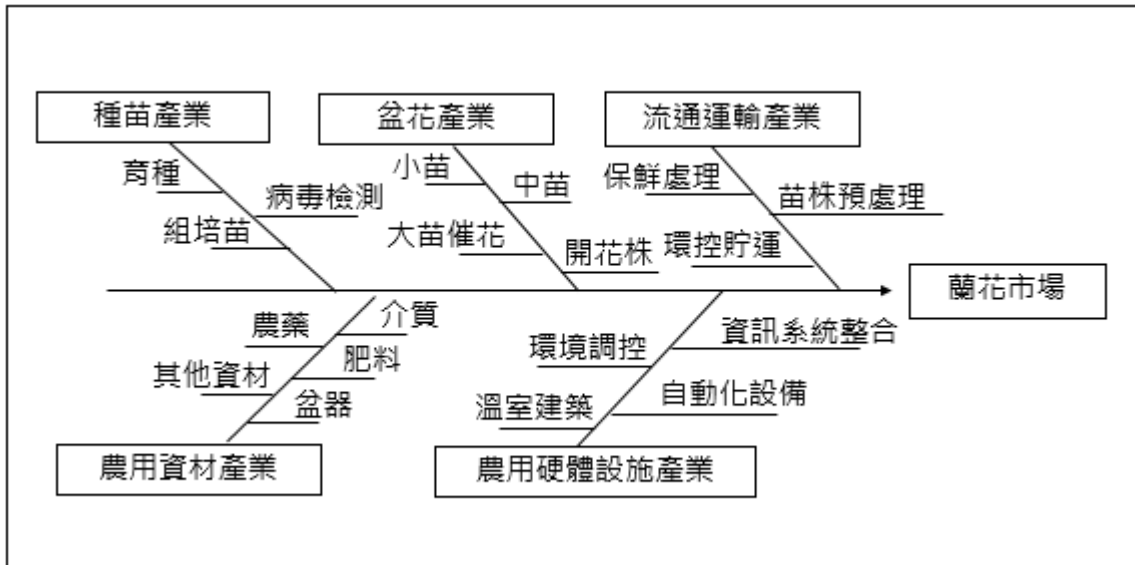 種苗產業
盆花產業
流通運輸產業
育種
病毒檢測
組培苗
小苗
中苗
大苗催花
開花株
保鮮處理
苗株預處理
環控貯運
蘭花市場
農藥
介質
其他資材
肥料
盆器
農用資材產業
環境調控
資訊系統整合
溫室建築
自動化設備
農用硬體設施產業